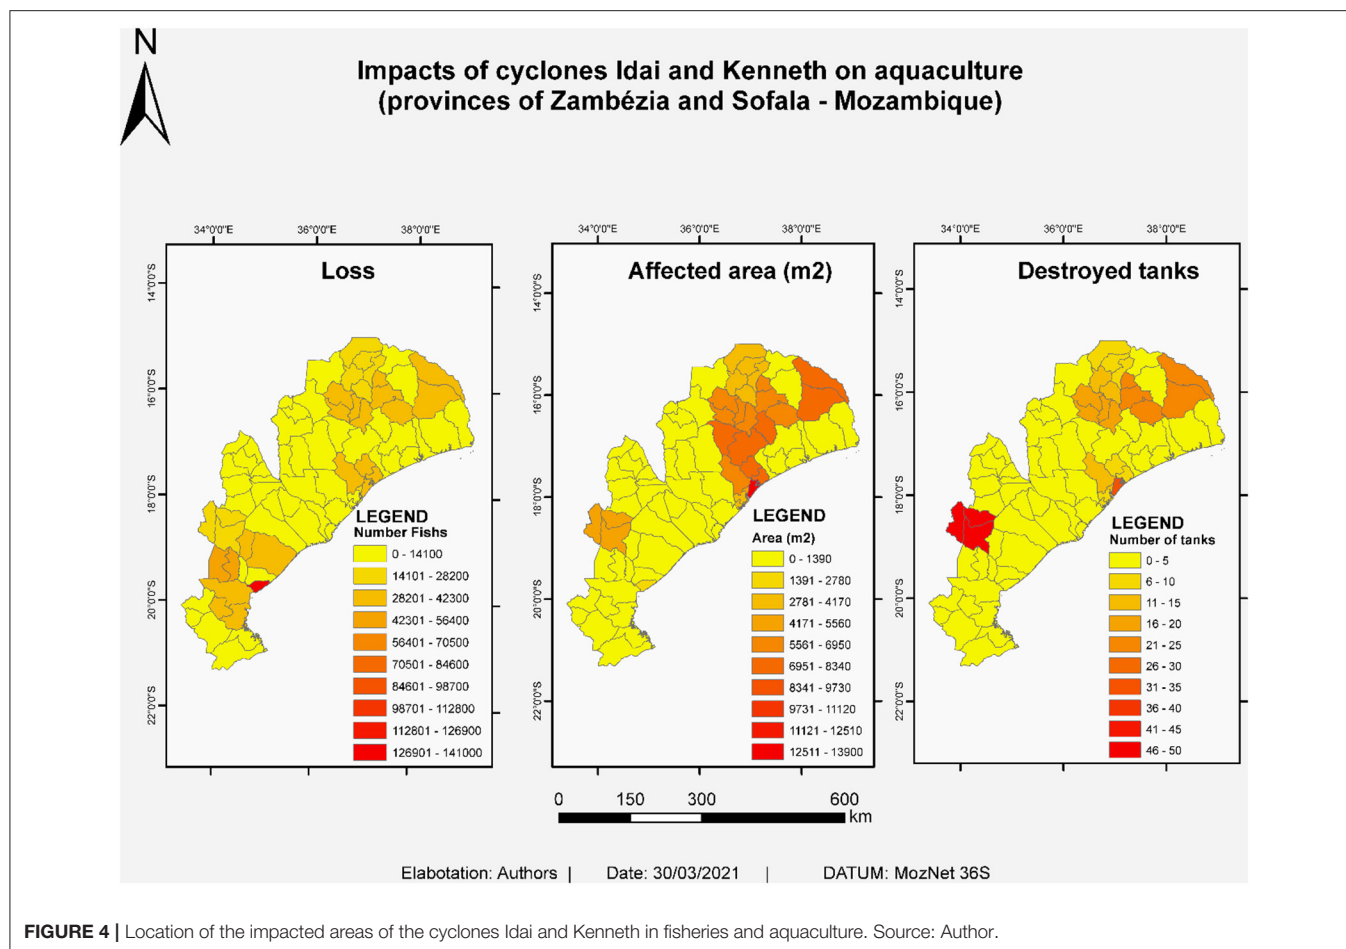 N
Impacts of cyclones Idai and Kenneth on aquaculture
(provinces of Zambézia and Sofala - Mozambique)
34°0'0"E 36°0'0"E 38°0'0"E
Loss
14°0'0"S
16°0'0"S
18°0'0"S
20°0'0"S
22°0'0"S
LEGEND
Number Fishs
0 - 14100
14101 - 28200
28201 - 42300
42301 - 56400
56401 - 70500
70501 - 84600
84601 - 98700
98701 - 112800
112801 - 126900
126901 - 141000
34°0'0"E 36°0'0"E 38°0'0"E
Affected area (m2)
14°0'0"S
16°0'0"S
18°0'0"S
20°0'0"S
22°0'0"S
LEGEND
Area (m2)
0 - 1390
1391 - 2780
2781 - 4170
4171 - 5560
5561 - 6950
6951 - 8340
8341 - 9730
9731 - 11120
11121 - 12510
12511 - 13900
34°0'0"E 36°0'0"E 38°0'0"E
Destroyed tanks
14°0'0"S
16°0'0"S
18°0'0"S
20°0'0"S
22°0'0"S
LEGEND
Number of tanks
0 - 5
6 - 10
11 - 15
16 - 20
21 - 25
26 - 30
31 - 35
36 - 40
41 - 45
46 - 50
0 150 300 600
km
Elabotation: Authors | Date: 30/03/2021 | DATUM: MozNet 36S
FIGURE 4 | Location of the impacted areas of the cyclones Idai and Kenneth in fisheries and aquaculture. Source: Author.